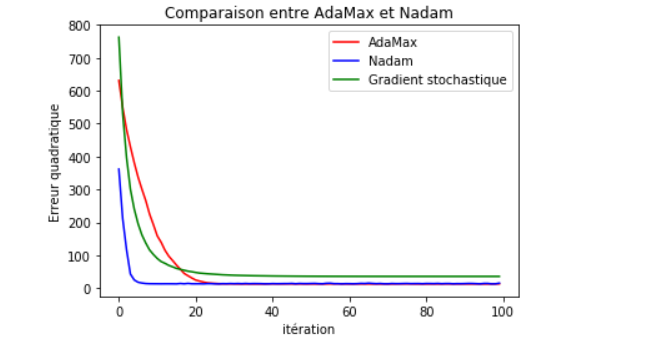 Comparaison entre AdaMax et Nadam
800
700
600
500
400
300
200
100
0
Erreur quadratique
AdaMax
Nadam
Gradient stochastique
0
20
40
60
80
100
itération